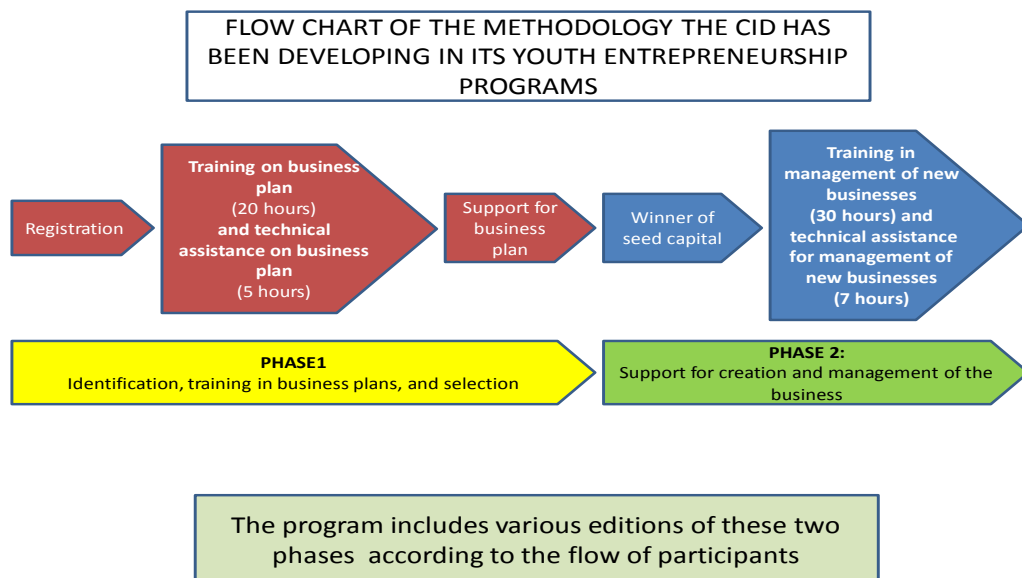 FLOW CHART OF THE METHODOLOGY THE CID HAS
BEEN DEVELOPING IN ITS YOUTH ENTREPRENEURSHIP
PROGRAMS
Registration
Training on business
plan
(20 hours)
and technical
assistance on business
plan
(5 hours)
Support for
business
plan
Winner of
seed capital
Training in
management of new
businesses
(30 hours) and
technical assistance
for management of
new businesses
(7 hours)
PHASE1
Identification, training in business plans, and selection
PHASE 2:
Support for creation and management of the
business
The program includes various editions of these two
phases according to the flow of participants